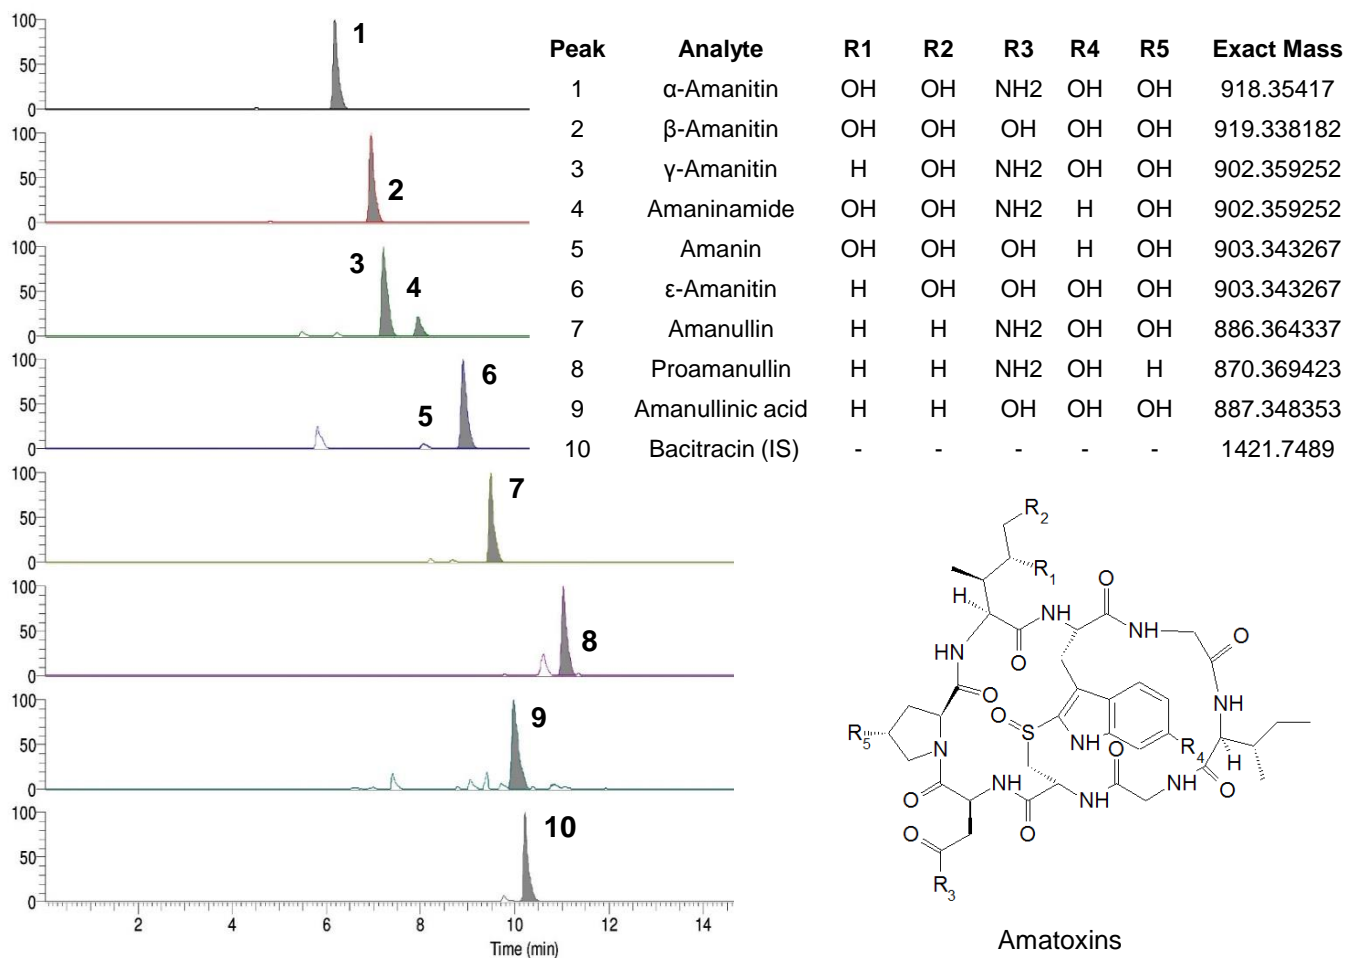 100
50
0
1
100
50
0
2
100
50
0
3
4
100
50
0
5
6
100
50
0
7
100
50
0
8
100
50
0
9
100
50
0
10
2 4 6 8 10 12 14
Time (min)
Peak Analyte R1 R2 R3 R4 R5 Exact Mass
1 α-Amanitin OH OH NH2 OH OH 918.35417
2 β-Amanitin OH OH OH OH OH 919.338182
3 γ-Amanitin H OH NH2 OH OH 902.359252
4 Amaninamide OH OH NH2 H OH 902.359252
5 Amanin OH OH OH H OH 903.343267
6 ε-Amanitin H OH OH OH OH 903.343267
7 Amanullin H H NH2 OH OH 886.364337
8 Proamanullin H H NH2 OH H 870.369423
9 Amanullinic acid H H OH OH OH 887.348353
10 Bacitracin (IS) - - - - - 1421.7489
R2
R1
O
H NH NH O
HN O
O NH
O S
R5 NH R4
N O H
O NH NH NH O
O O
R3
Amatoxins